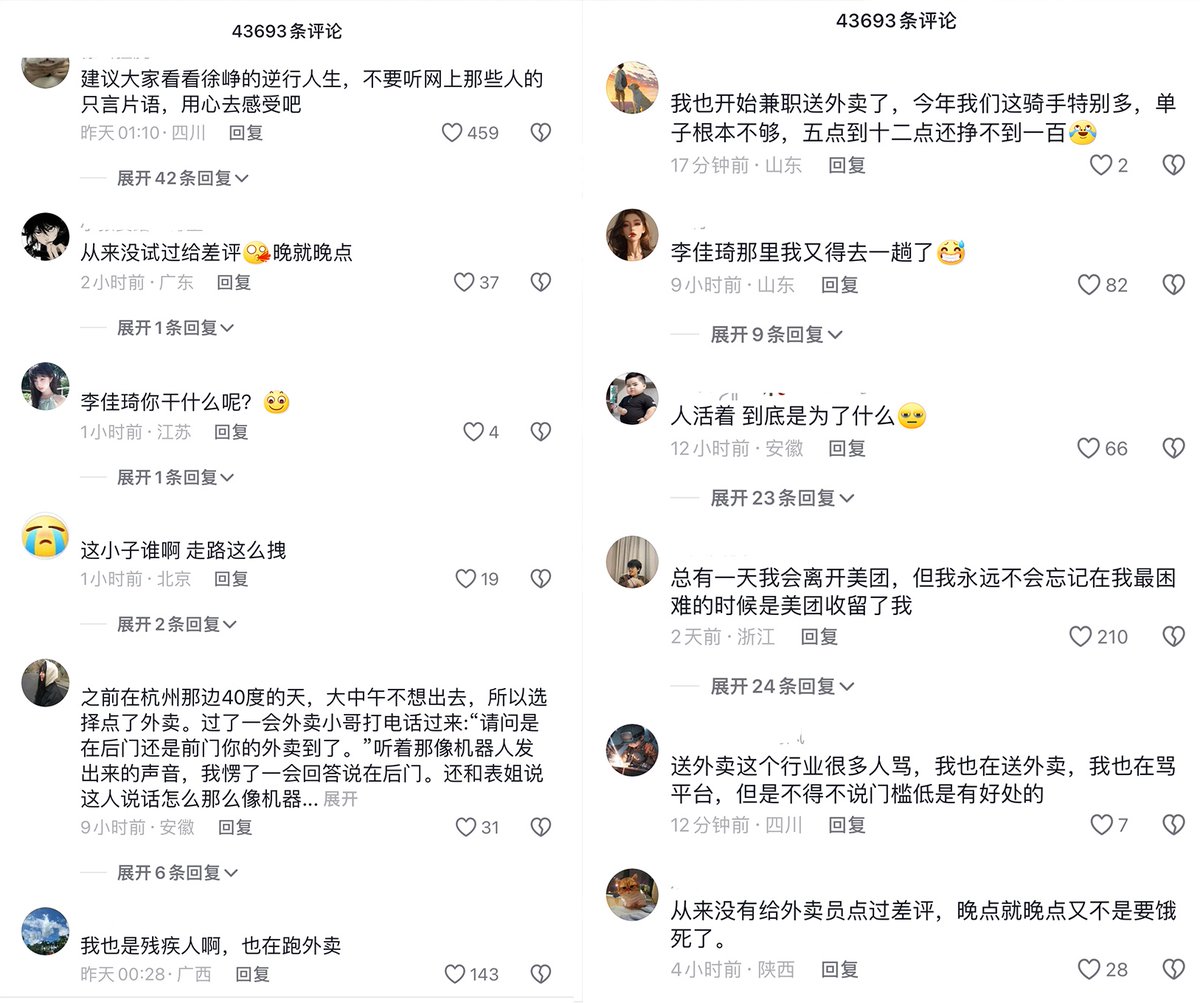 43693条评论
建议大家看看徐峥的逆行人生，不要听网上那些人的
只言片语，用心去感受吧
昨天01:10·四川 回复 459
展开42条回复
从来没试过给差评晚就晚点
2小时前·广东 回复 37
展开1条回复
李佳琦你干什么呢？
1小时前·江苏 回复 4
展开1条回复
这小子谁啊 走路这么拽
1小时前·北京 回复 19
展开2条回复
之前在杭州那边40度的天，大中午不想出去，所以选
择点了外卖。过了一会外卖小哥打电话过来:“请问是
在后门还是前门你的外卖到了。”听着那像机器人发
出来的声音，我愣了一会回答说在后门。还和表姐说
这人说话怎么那么像机器... 展开
9小时前·安徽 回复 31
展开6条回复
我也是残疾人啊，也在跑外卖
昨天00:28·广西 回复 143
43693条评论
我也开始兼职送外卖了，今年我们这骑手特别多，单
子根本不够，五点到十二点还挣不到一百
17分钟前·山东 回复 2
李佳琦那里我又得去一趟了
9小时前·山东 回复 82
展开9条回复
人活着 到底是为了什么
12小时前·安徽 回复 66
展开23条回复
总有一天我会离开美团，但我永远不会忘记在我最困
难的时候是美团收留了我
2天前·浙江 回复 210
展开24条回复
送外卖这个行业很多人骂，我也在送外卖，我也在骂
平台，但是不得不说门槛低是有好处的
12分钟前·四川 回复 7
从来没有给外卖员点过差评，晚点就晚点又不是要饿
死了。
4小时前·陕西 回复 28